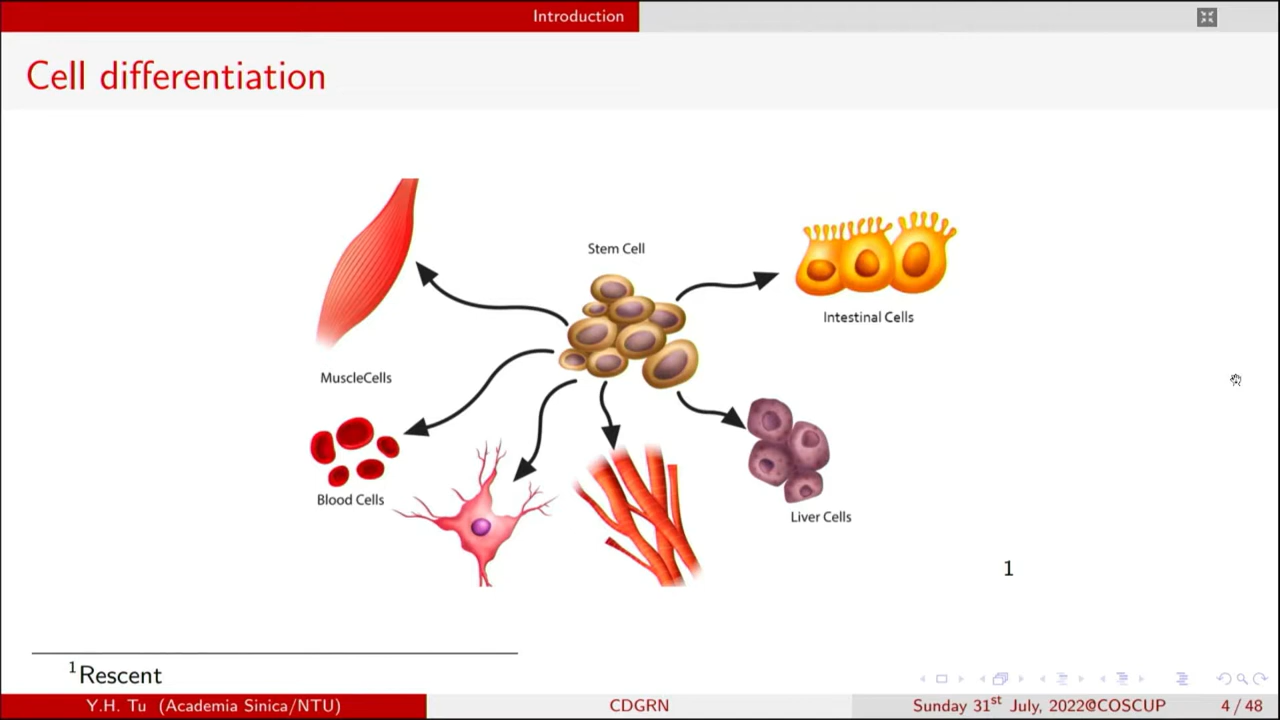 Introduction
Cell differentiation
Stem Cell
Intestinal Cells
MuscleCells
Blood Cells
Liver Cells
1
1Rescent
Y.H. Tu (Academia Sinica/NTU)
CDGRN
Sunday 31st July, 2022@COSCUP
4 / 48